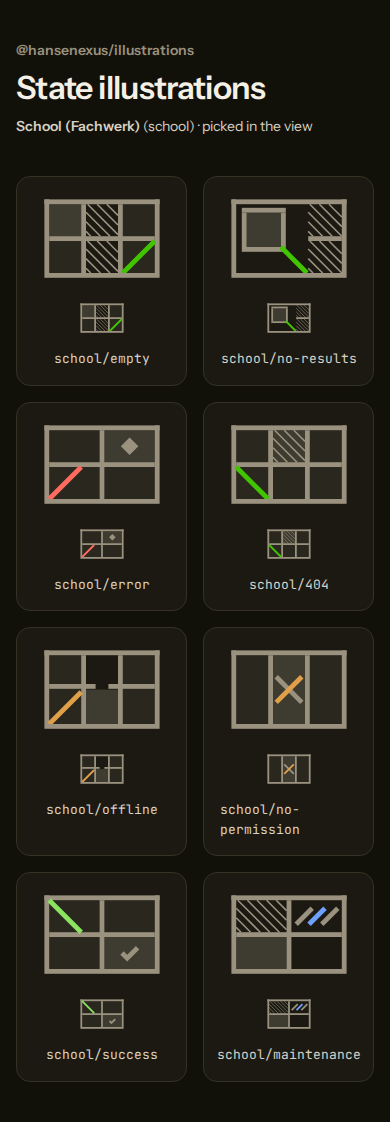 @hansenexus/illustrations
State illustrations
School (Fachwerk) (school) · picked in the view
school/empty
school/no-results
school/error
school/404
school/offline
school/no-
permission
school/success
school/maintenance